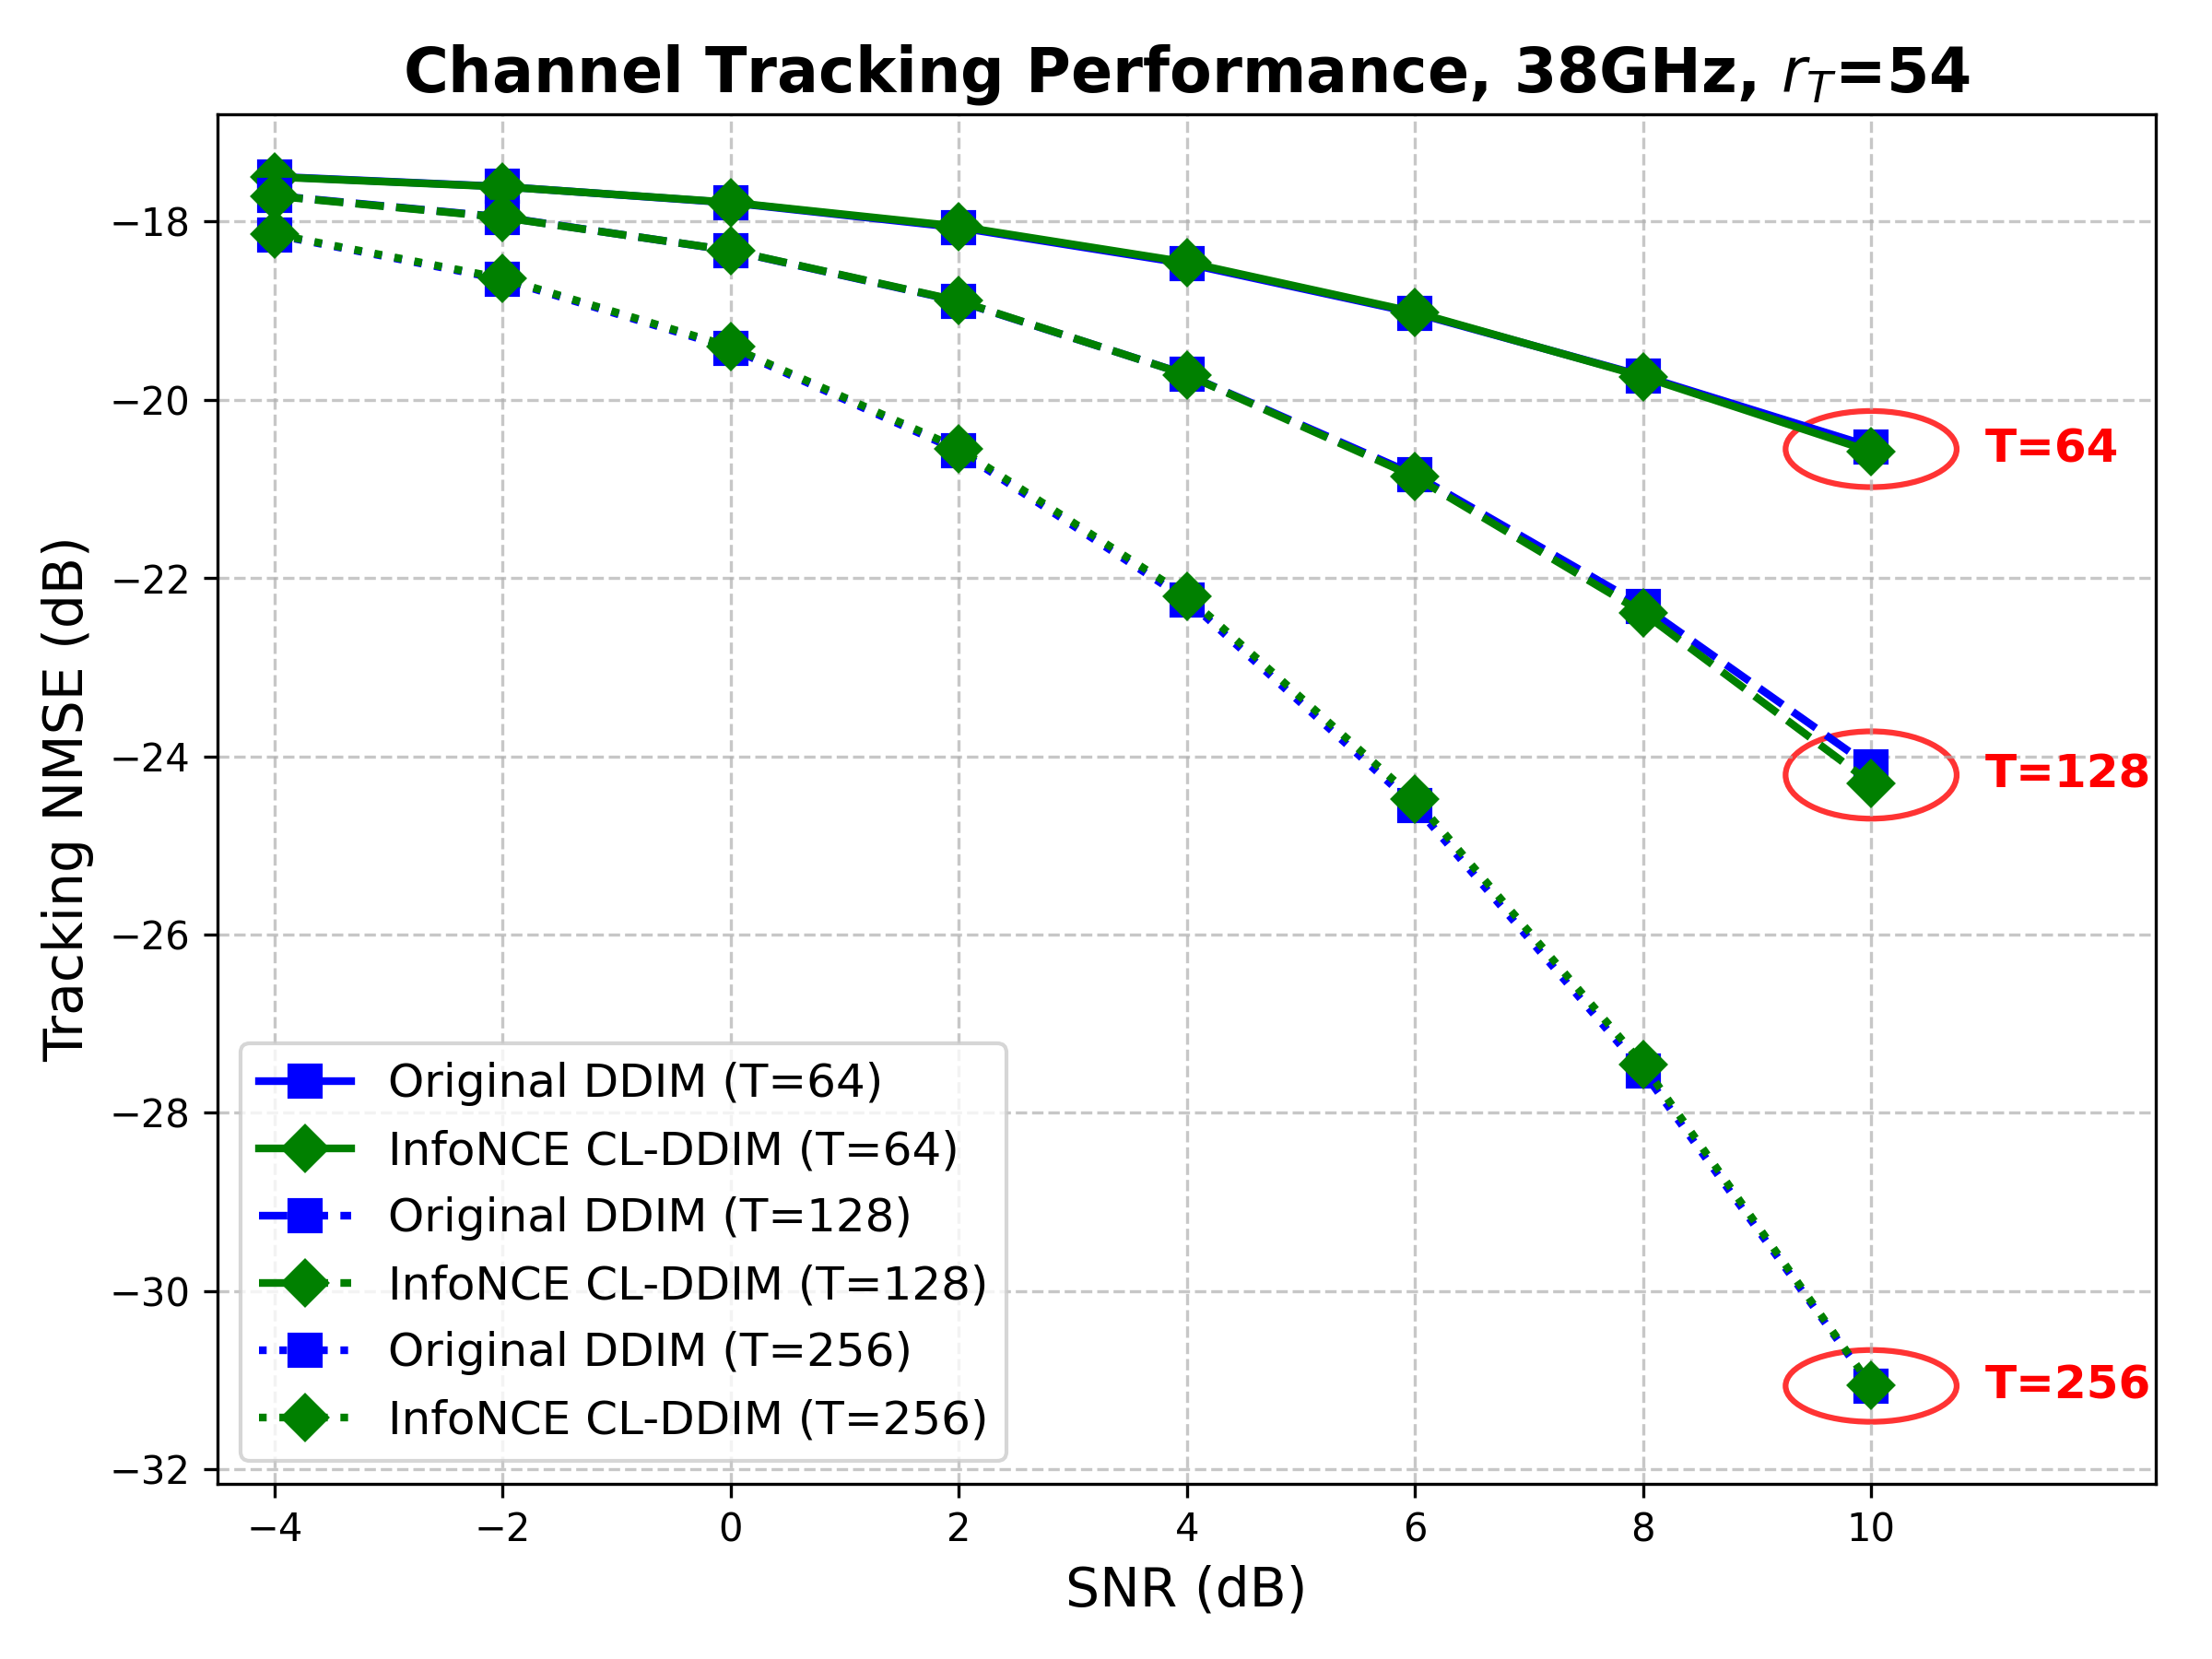 Channel Tracking Performance, 38GHz, r_T=54
Tracking NMSE (dB)
−18
−20
−22
−24
−26
−28
−30
−32
T=64
T=128
T=256
Original DDIM (T=64)
InfoNCE CL-DDIM (T=64)
Original DDIM (T=128)
InfoNCE CL-DDIM (T=128)
Original DDIM (T=256)
InfoNCE CL-DDIM (T=256)
−4 −2 0 2 4 6 8 10
SNR (dB)